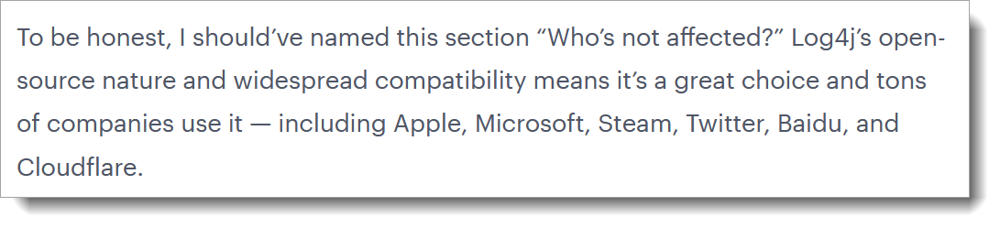 To be honest, I should’ve named this section “Who’s not affected?” Log4j’s open-
source nature and widespread compatibility means it’s a great choice and tons
of companies use it — including Apple, Microsoft, Steam, Twitter, Baidu, and
Cloudflare.